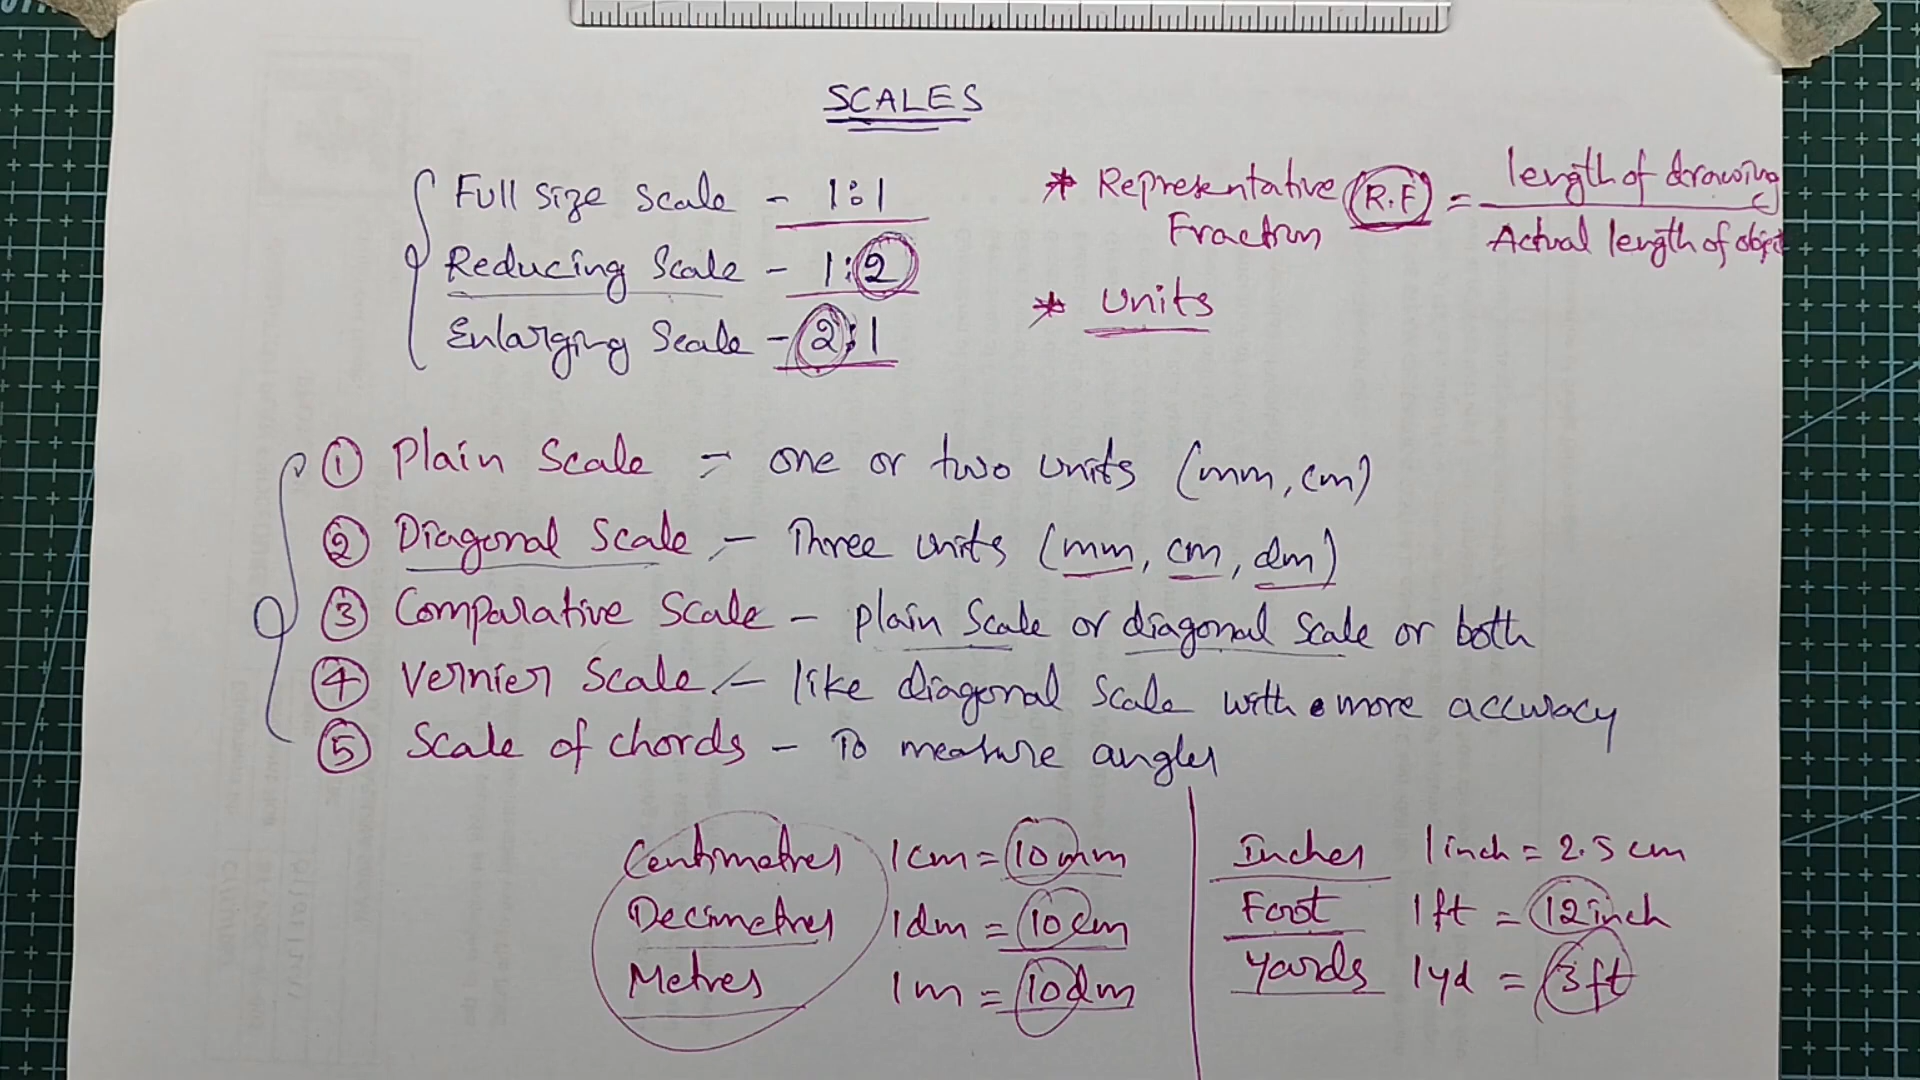 SCALES
Full size scale - 1:1
Reducing Scale - 1:2
Enlarging Scale - 2:1
* Representative (R.F) = length of drawing
Fraction Actual length of object
* Units
① Plain Scale - one or two units (mm, cm)
② Diagonal Scale - Three units (mm, cm, dm)
③ Comparative Scale - plain Scale or diagonal Scale or both
④ Vernier Scale - like diagonal Scale with more accuracy
⑤ Scale of chords - To measure angles
Centimetres 1cm = 10mm
Decimetres 1dm = 10cm
Metres 1m = 10dm
Inches 1inch = 2.5 cm
Foot 1ft = 12inch
Yards 1yd = 3ft